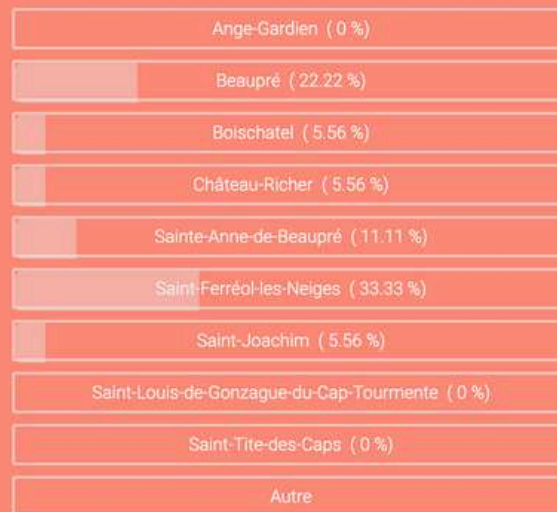 Ange-Gardien ( 0 %)
Beaupré ( 22.22 %)
Boischatel ( 5.56 %)
Château-Richer ( 5.56 %)
Sainte-Anne-de-Beaupré ( 11.11 %)
Saint-Ferréol-les-Neiges ( 33.33 %)
Saint-Joachim ( 5.56 %)
Saint-Louis-de-Gonzague-du-Cap-Tourmente ( 0 %)
Saint-Tite-des-Caps ( 0 %)
Autre